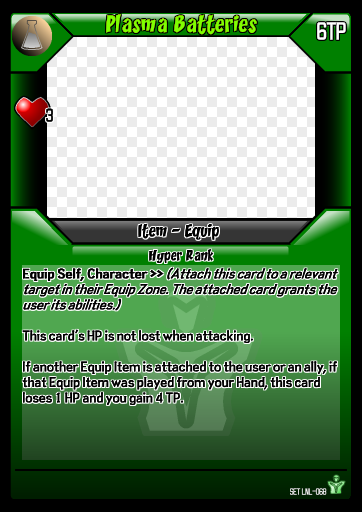 Plasma Batteries
6TP
3
Item - Equip
Hyper Rank
Equip Self, Character >> (Attach this card to a relevant
target in their Equip Zone. The attached card grants the
user its abilities.)
This card's HP is not lost when attacking.
If another Equip Item is attached to the user or an ally, if
that Equip Item was played from your Hand, this card
loses 1 HP and you gain 4 TP.
SET LNL-068